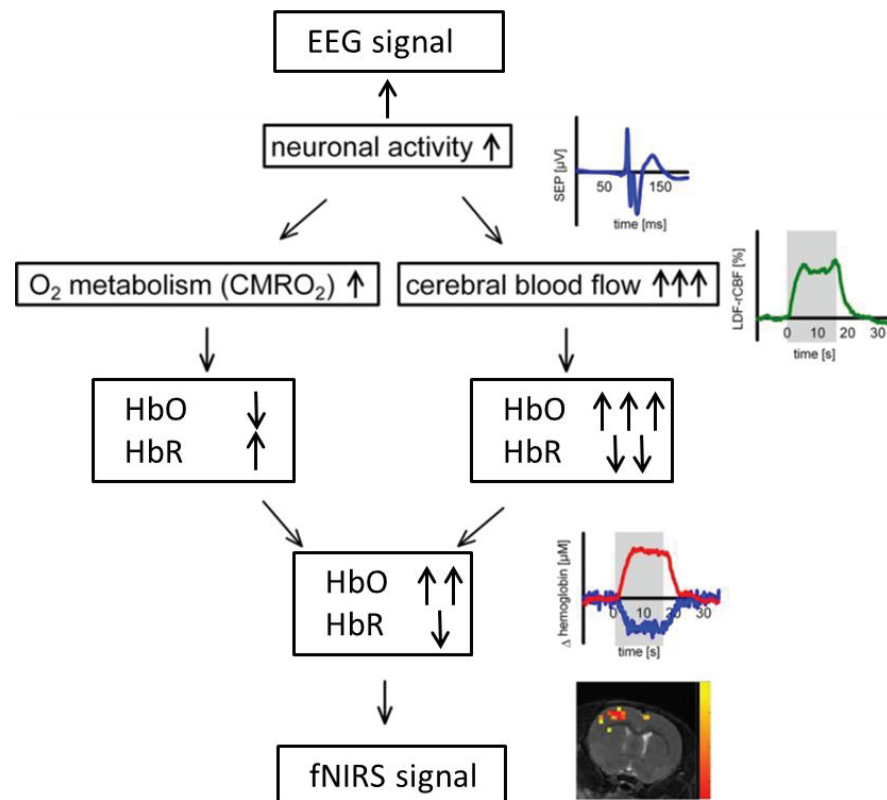 EEG signal
↑
neuronal activity ↑
SEP [µV]
50 150
time [ms]
O₂ metabolism (CMRO₂) ↑
cerebral blood flow ↑↑↑
LDF-rCBF [%]
0 10 20 30
time [s]
HbO ↓
HbR ↑
HbO ↑ ↑ ↑
HbR ↓ ↓
HbO ↑ ↑
HbR ↓
Δ hemoglobin [µM]
0 10 20 30
time [s]
fNIRS signal